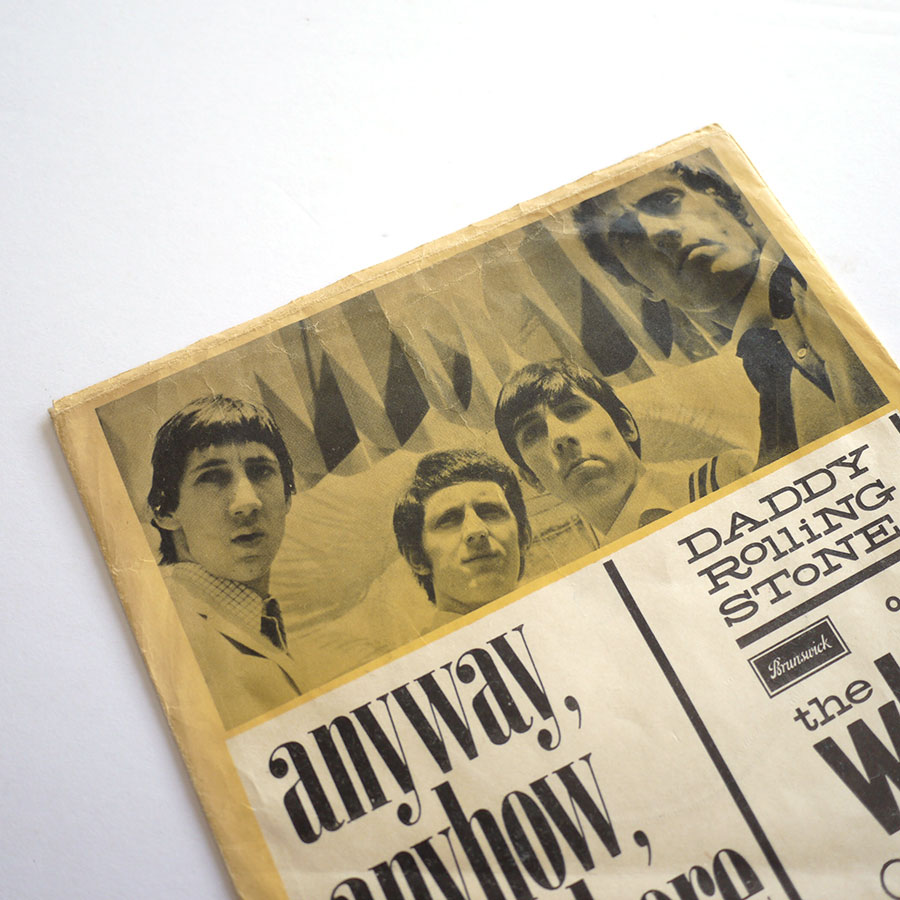 anyway,
anyhow,
DADDY
RolliNG
SToNE
Brunswick
the